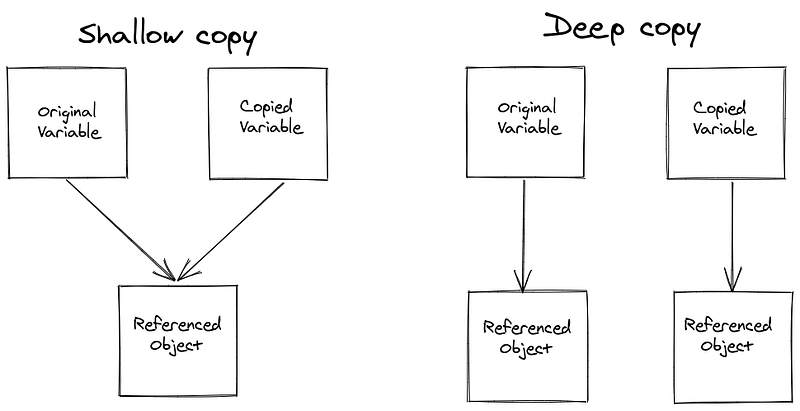 Shallow copy
Original
Variable
Copied
Variable
Referenced
Object
Deep copy
Original
Variable
Copied
Variable
Referenced
Object
Referenced
Object